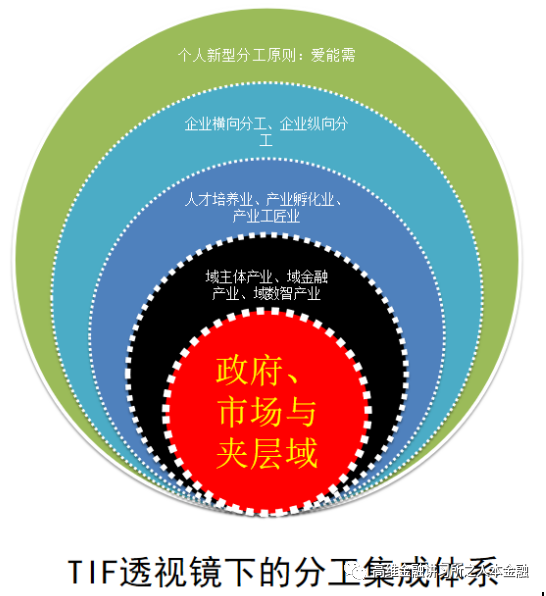 个人新型分工原则：爱能需
企业横向分工、企业纵向分
工
人才培养业、产业孵化业、
产业工匠业
域主体产业、域金融
产业、域数智产业
政府、
市场与
夹层域
TIF透视镜下的分工集成体系
高维金融讲习所之人本金融